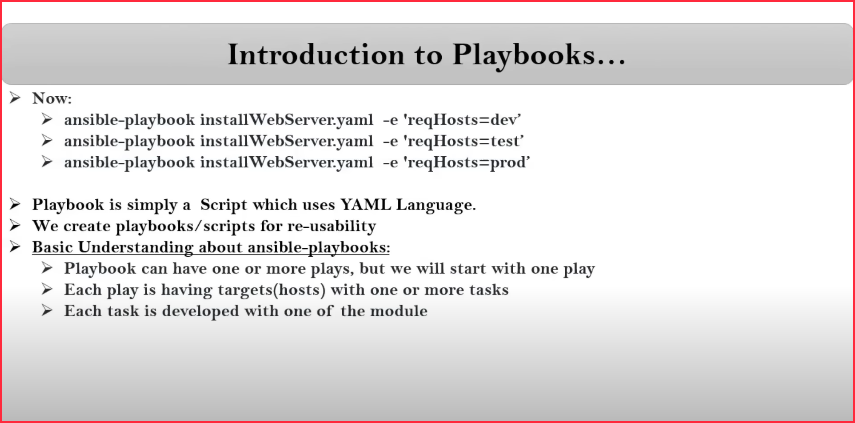 Introduction to Playbooks...
Now:
ansible-playbook installWebServer.yaml -e 'reqHosts=dev'
ansible-playbook installWebServer.yaml -e 'reqHosts=test'
ansible-playbook installWebServer.yaml -e 'reqHosts=prod'
Playbook is simply a Script which uses YAML Language.
We create playbooks/scripts for re-usability
Basic Understanding about ansible-playbooks:
Playbook can have one or more plays, but we will start with one play
Each play is having targets(hosts) with one or more tasks
Each task is developed with one of the module